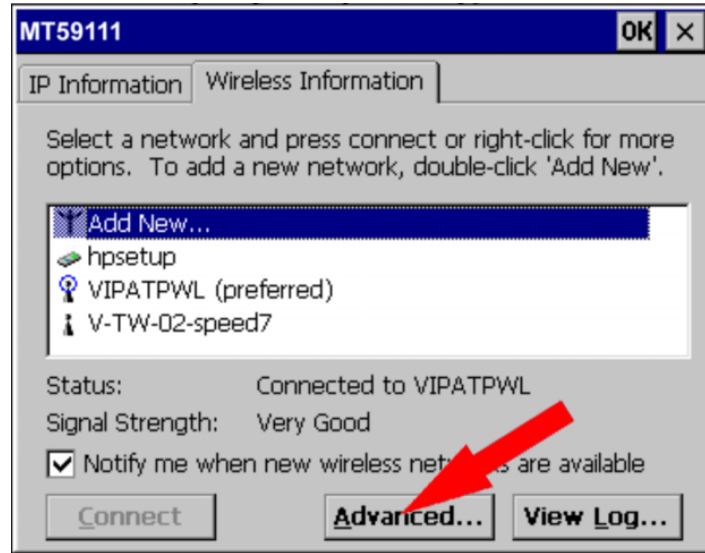 MT59111 OK ×
IP Information Wireless Information
Select a network and press connect or right-click for more
options. To add a new network, double-click 'Add New'.
Add New...
hpsetup
VIPATPWL (preferred)
V-TW-02-speed7
Status: Connected to VIPATPWL
Signal Strength: Very Good
Notify me when new wireless networks are available
Connect Advanced... View Log...